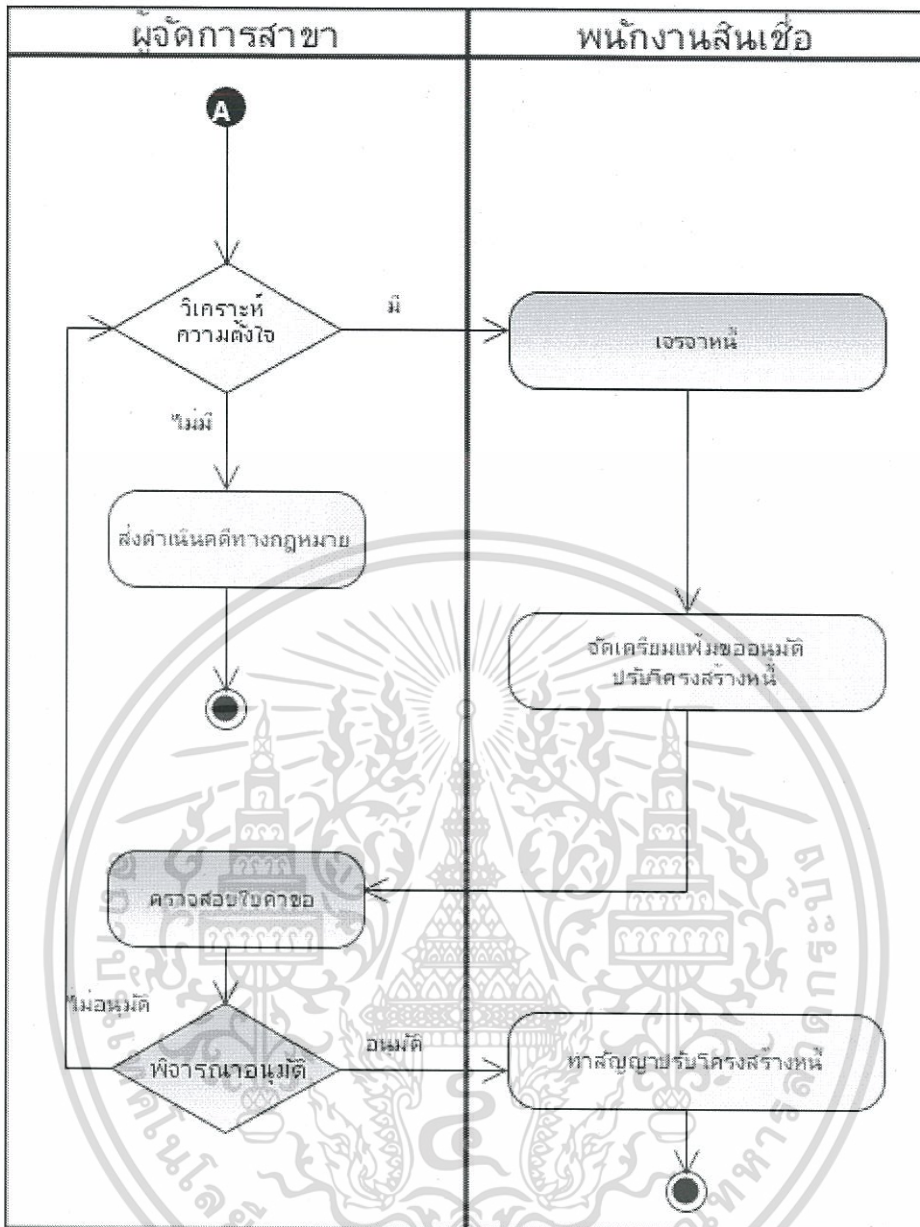 ผู้จัดการสาขา
พนักงานสินเชื่อ
A
วิเคราะห์
ความตั้งใจ
มี
เจรจาหนี้
ไม่มี
ส่งดำเนินคดีทางกฎหมาย
จัดเตรียมแฟ้มขออนุมัติ
ปรับโครงสร้างหนี้
ตรวจสอบใบคำขอ
ไม่อนุมัติ
พิจารณาอนุมัติ
อนุมัติ
ทำสัญญาปรับโครงสร้างหนี้